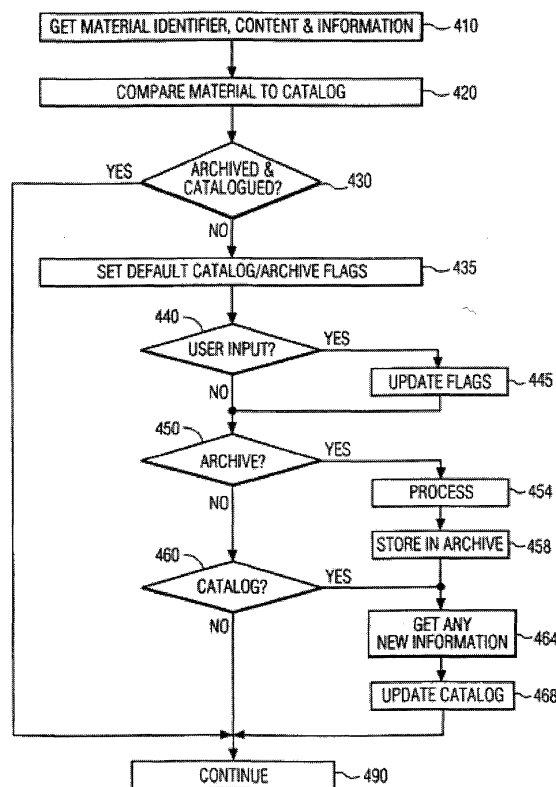 GET MATERIAL IDENTIFIER, CONTENT & INFORMATION 410
COMPARE MATERIAL TO CATALOG 420
YES
ARCHIVED &
CATALOGUED?
430
NO
SET DEFAULT CATALOG/ARCHIVE FLAGS 435
440
USER INPUT?
YES
UPDATE FLAGS 445
NO
450
ARCHIVE?
YES
PROCESS 454
NO
STORE IN ARCHIVE 458
460
CATALOG?
YES
NO
GET ANY
NEW INFORMATION 464
UPDATE CATALOG 468
CONTINUE 490